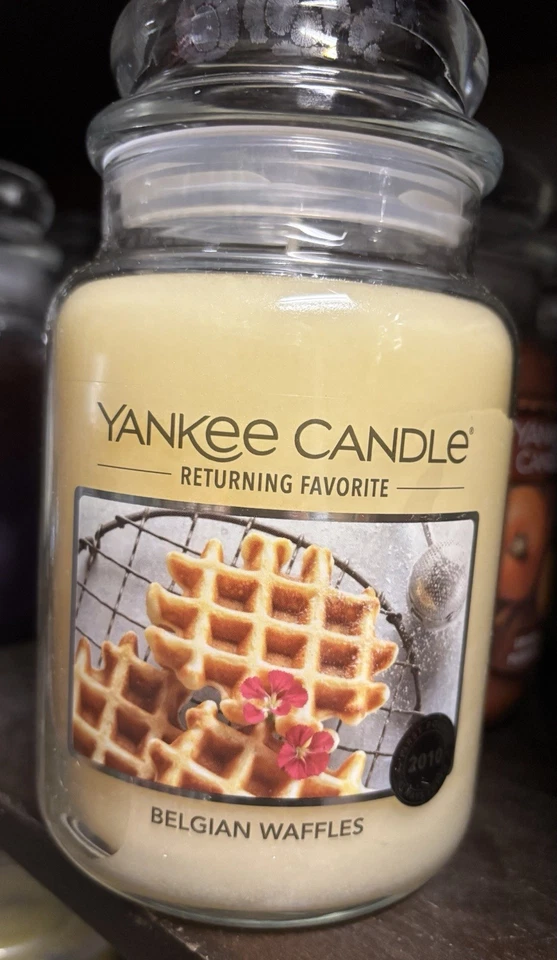 YANKEE CANDLE®
RETURNING FAVORITE
2010
BELGIAN WAFFLES